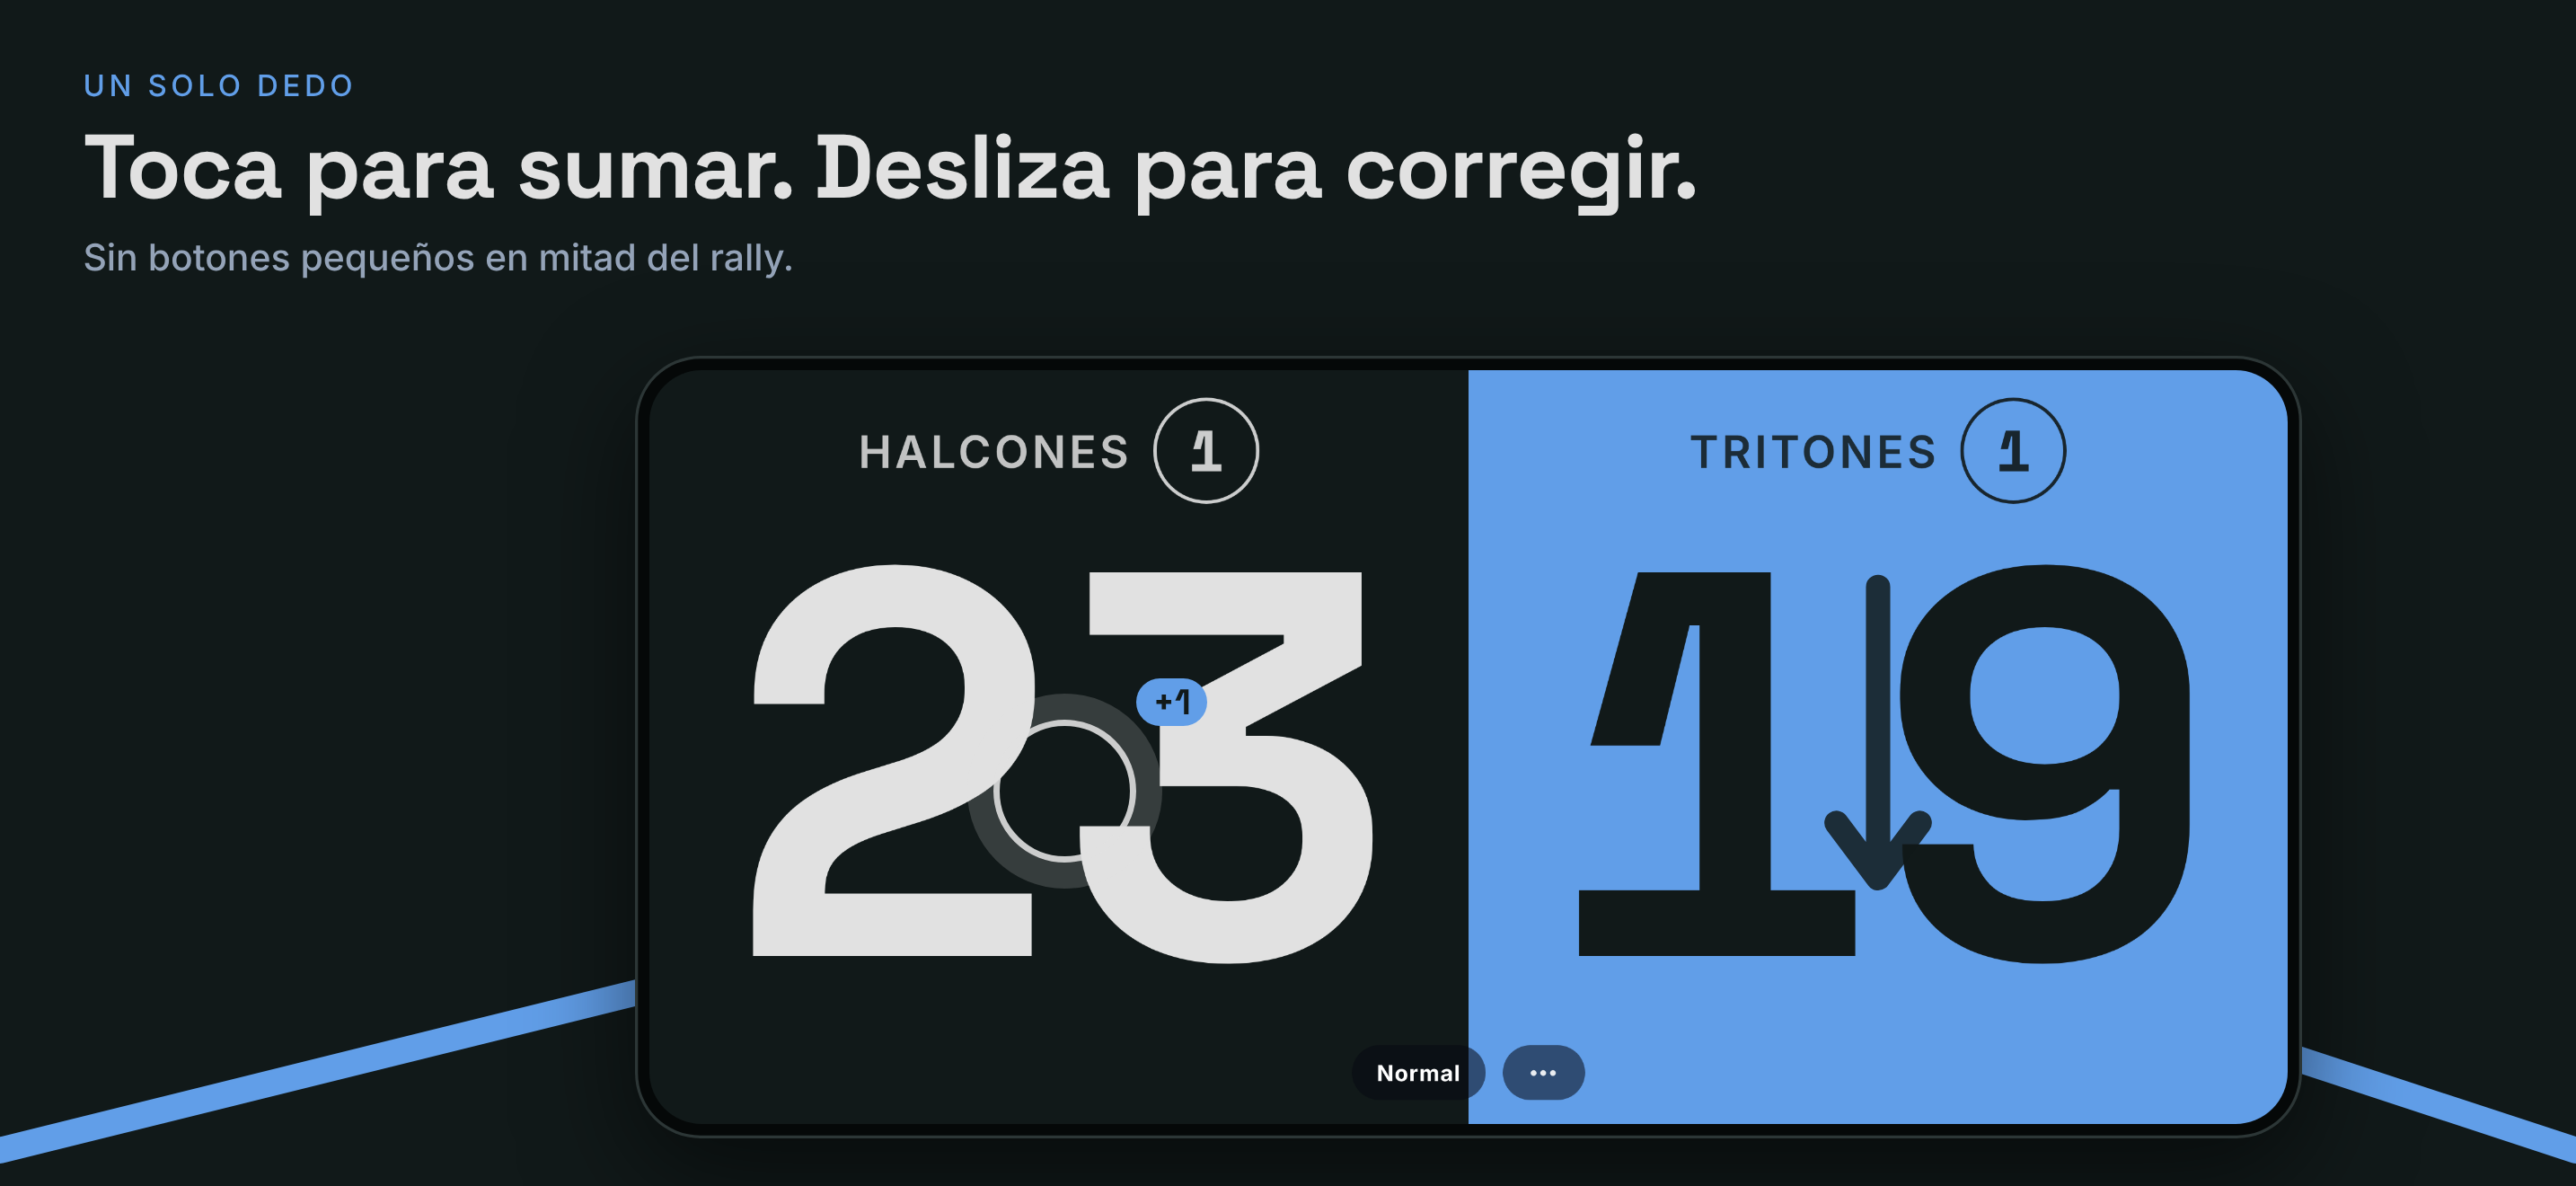 UN SOLO DEDO
Toca para sumar. Desliza para corregir.
Sin botones pequeños en mitad del rally.
HALCONES 1
TRITONES 1
23
+1
19
Normal